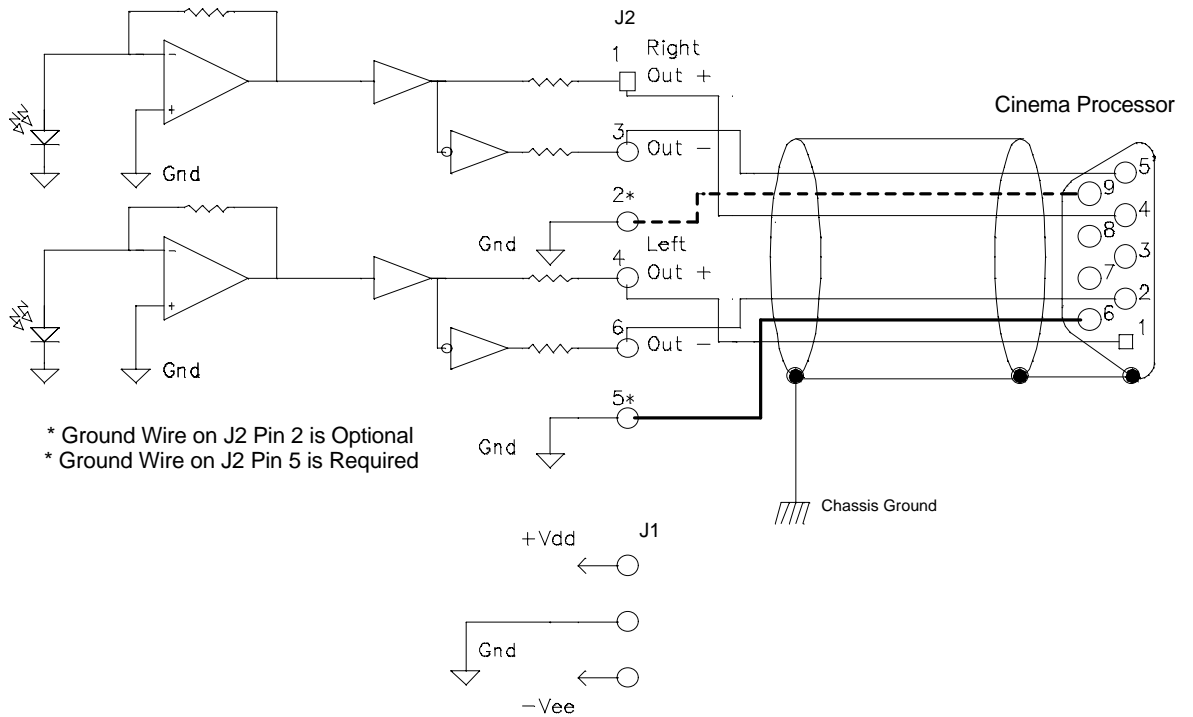 J2
1 Right
Out +
Cinema Processor
3
Out -
5
Gnd
9
2*
4
8
Gnd
Left
3
4
Out +
7
2
6
6
Out -
1
Gnd
5*
* Ground Wire on J2 Pin 2 is Optional
* Ground Wire on J2 Pin 5 is Required
Gnd
Chassis Ground
J1
+Vdd
Gnd
-Vee